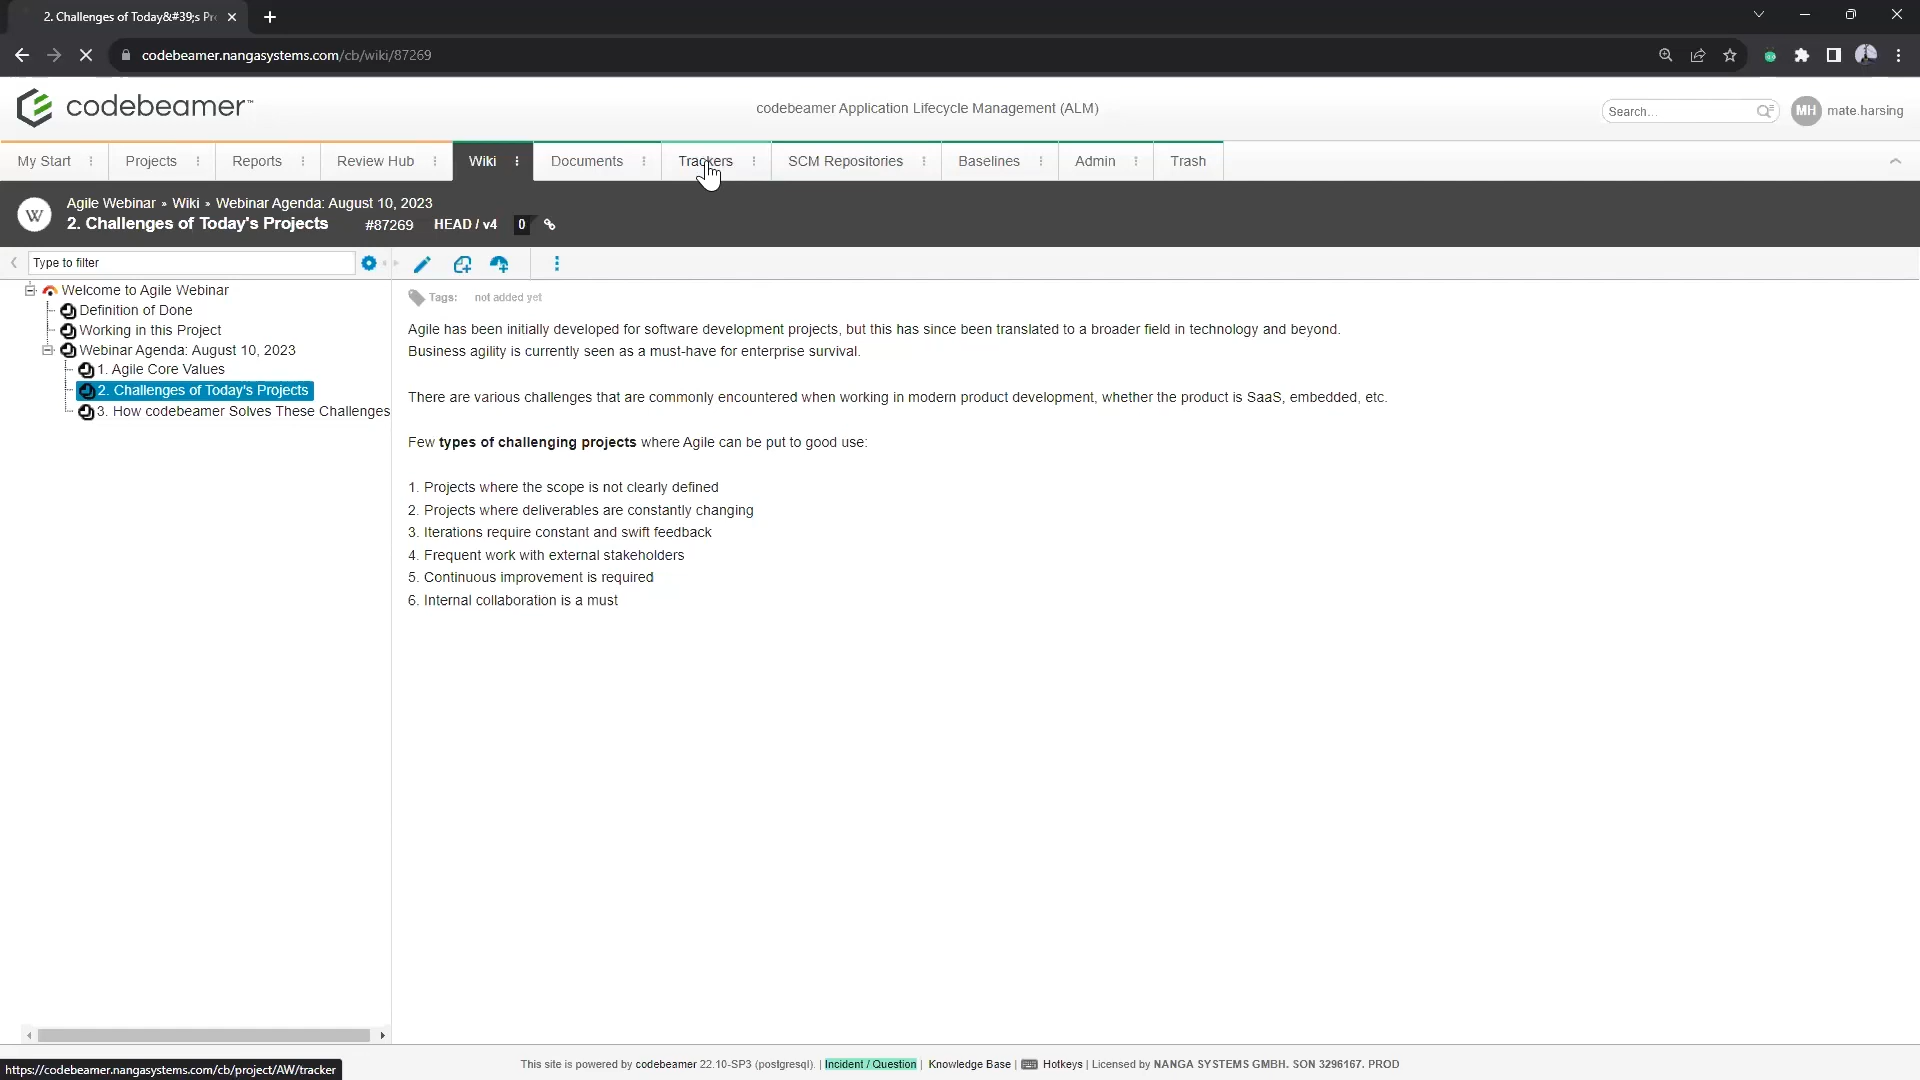 2. Challenges of Today&#39;s Pr
codebeamer.nangasystems.com/cb/wiki/87269
codebeamer™
codebeamer Application Lifecycle Management (ALM)
Search...
MH mate.harsing
My Start Projects Reports Review Hub Wiki Documents Trackers SCM Repositories Baselines Admin Trash
W
Agile Webinar » Wiki » Webinar Agenda: August 10, 2023
2. Challenges of Today's Projects #87269 HEAD / v4 0
Type to filter
Welcome to Agile Webinar
Definition of Done
Working in this Project
Webinar Agenda: August 10, 2023
1. Agile Core Values
2. Challenges of Today's Projects
3. How codebeamer Solves These Challenges
Tags: not added yet
Agile has been initially developed for software development projects, but this has since been translated to a broader field in technology and beyond.
Business agility is currently seen as a must-have for enterprise survival.
There are various challenges that are commonly encountered when working in modern product development, whether the product is SaaS, embedded, etc.
Few types of challenging projects where Agile can be put to good use:
1. Projects where the scope is not clearly defined
2. Projects where deliverables are constantly changing
3. Iterations require constant and swift feedback
4. Frequent work with external stakeholders
5. Continuous improvement is required
6. Internal collaboration is a must
This site is powered by codebeamer 22.10-SP3 (postgresql). | Incident / Question | Knowledge Base | Hotkeys | Licensed by NANGA SYSTEMS GMBH. SON 3296167. PROD
https://codebeamer.nangasystems.com/cb/project/AW/tracker